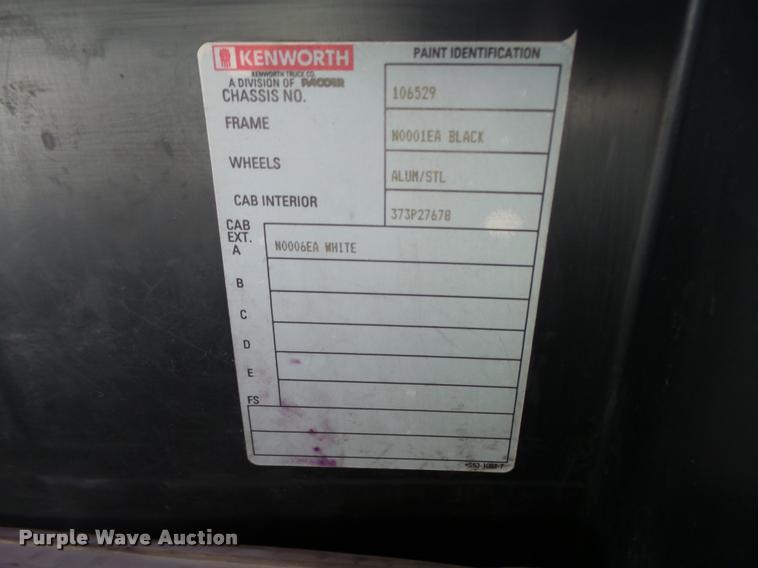 KENWORTH
PAINT IDENTIFICATION
KENWORTH TRUCK CO.
A DIVISION OF PACCAR
CHASSIS NO. 106529
FRAME N0001EA BLACK
WHEELS ALUM/STL
CAB INTERIOR 373P27678
CAB
EXT.
A N0006EA WHITE
B
C
D
E
FS
Purple Wave Auction